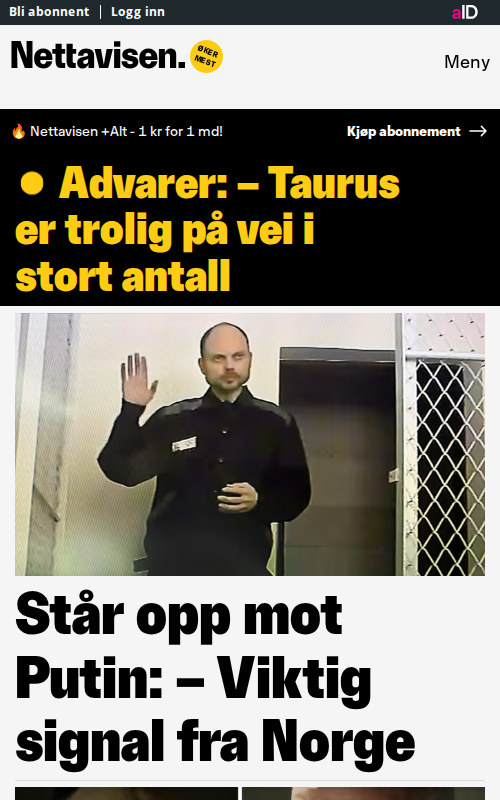 Bli abonnent | Logg inn
aID
Nettavisen.
ØKER
MEST
Meny
🔥 Nettavisen +Alt - 1 kr for 1 md!
Kjøp abonnement →
Advarer: – Taurus
er trolig på vei i
stort antall
Står opp mot
Putin: – Viktig
signal fra Norge